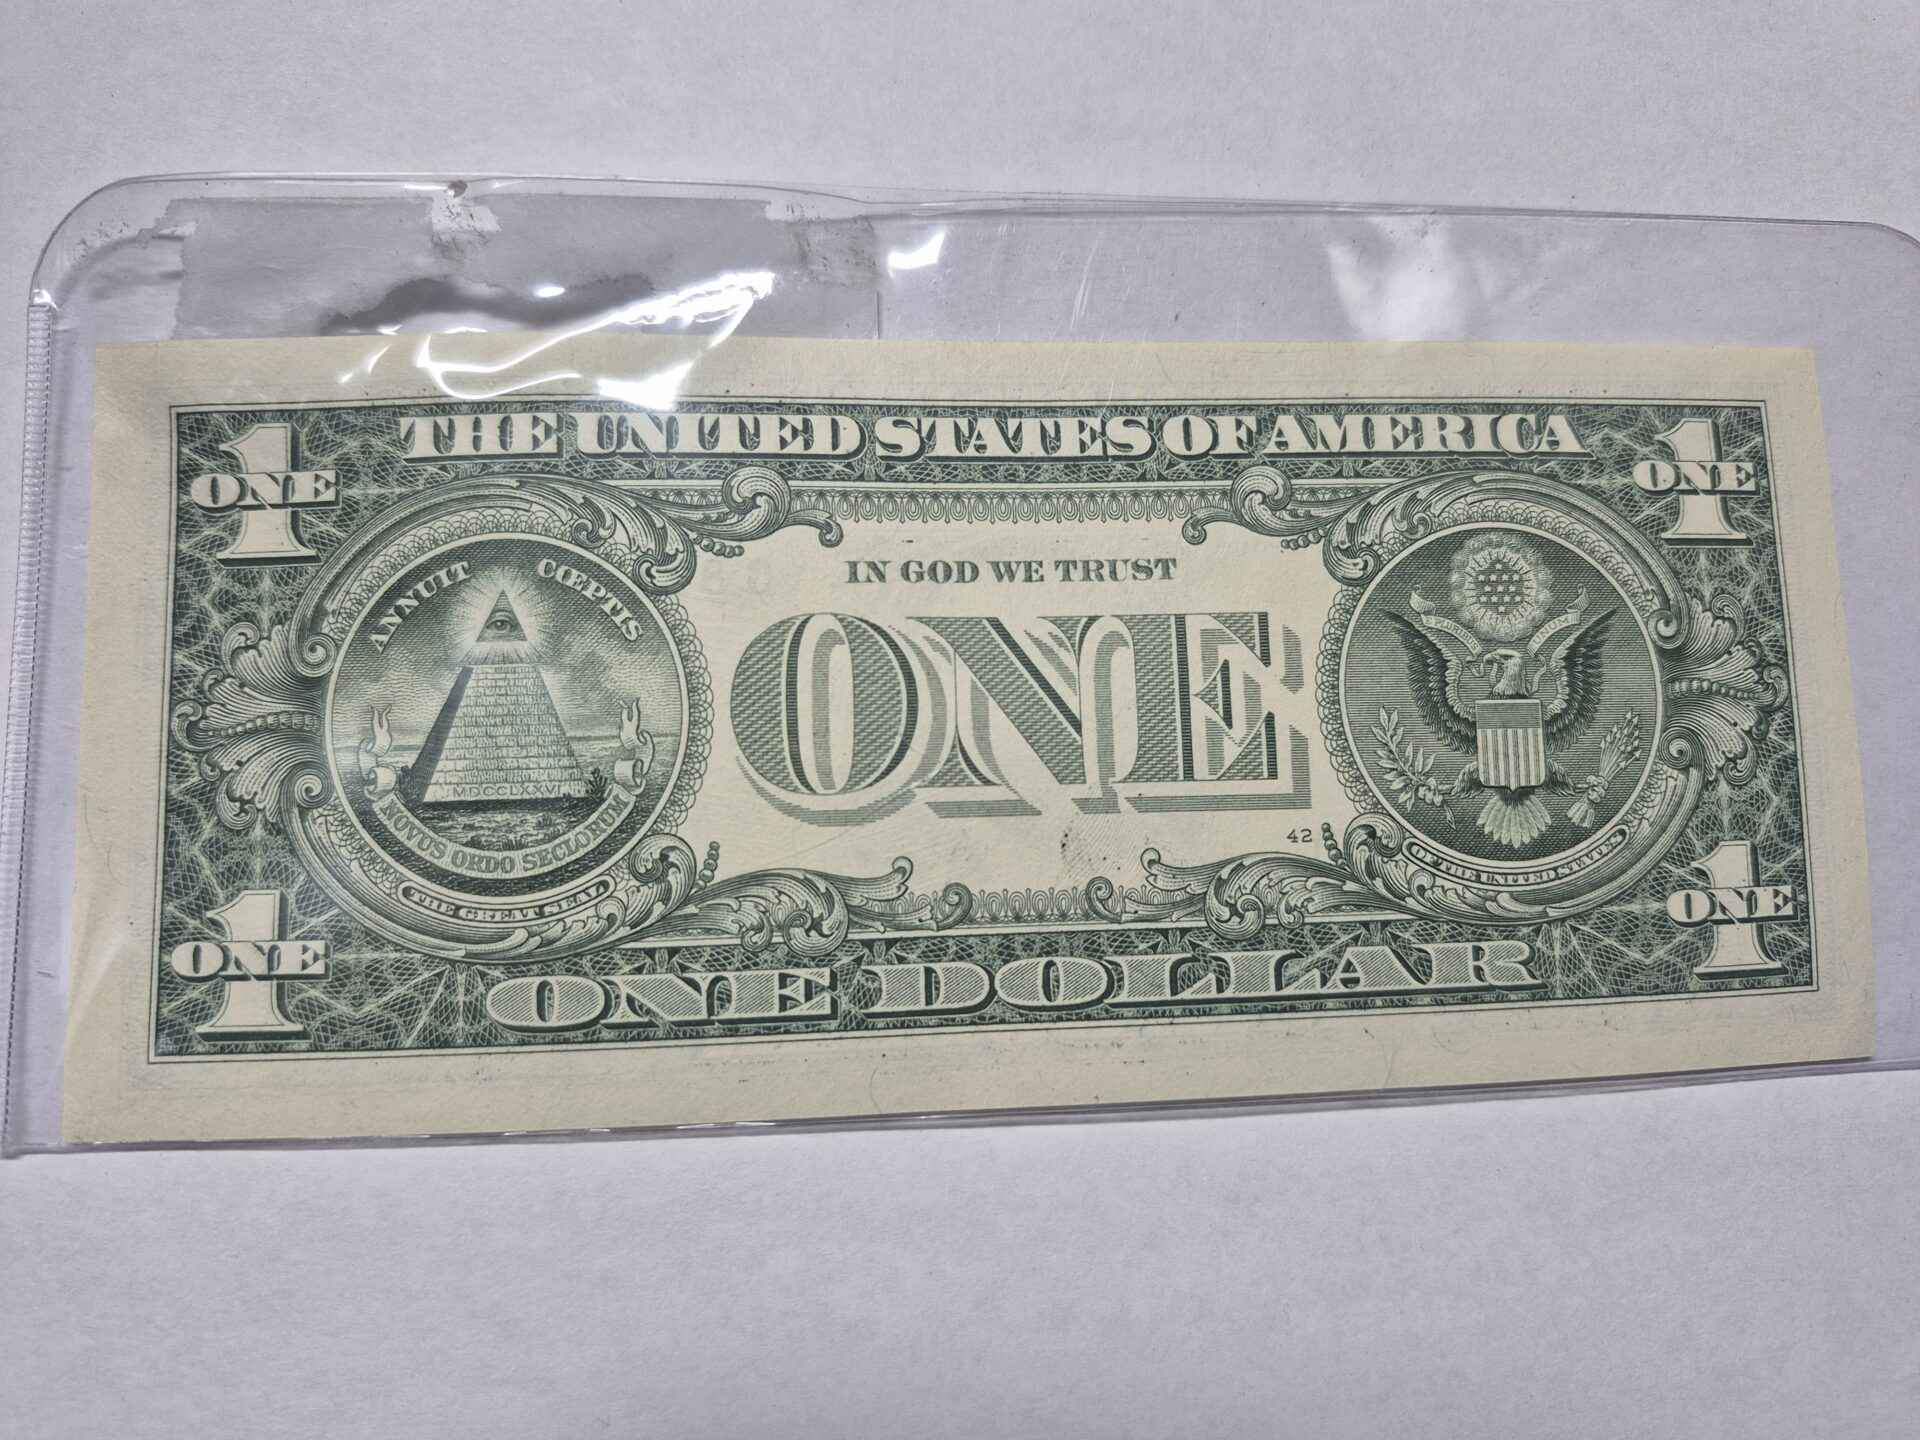 THE UNITED STATES OF AMERICA
1
ONE
1
ONE
ANNUIT CŒPTIS
IN GOD WE TRUST
ONE
MDCCLXXVI
NOVUS ORDO SECLORUM
THE GREAT SEAL
42
OF THE UNITED STATES
1
ONE
1
ONE
ONE DOLLAR